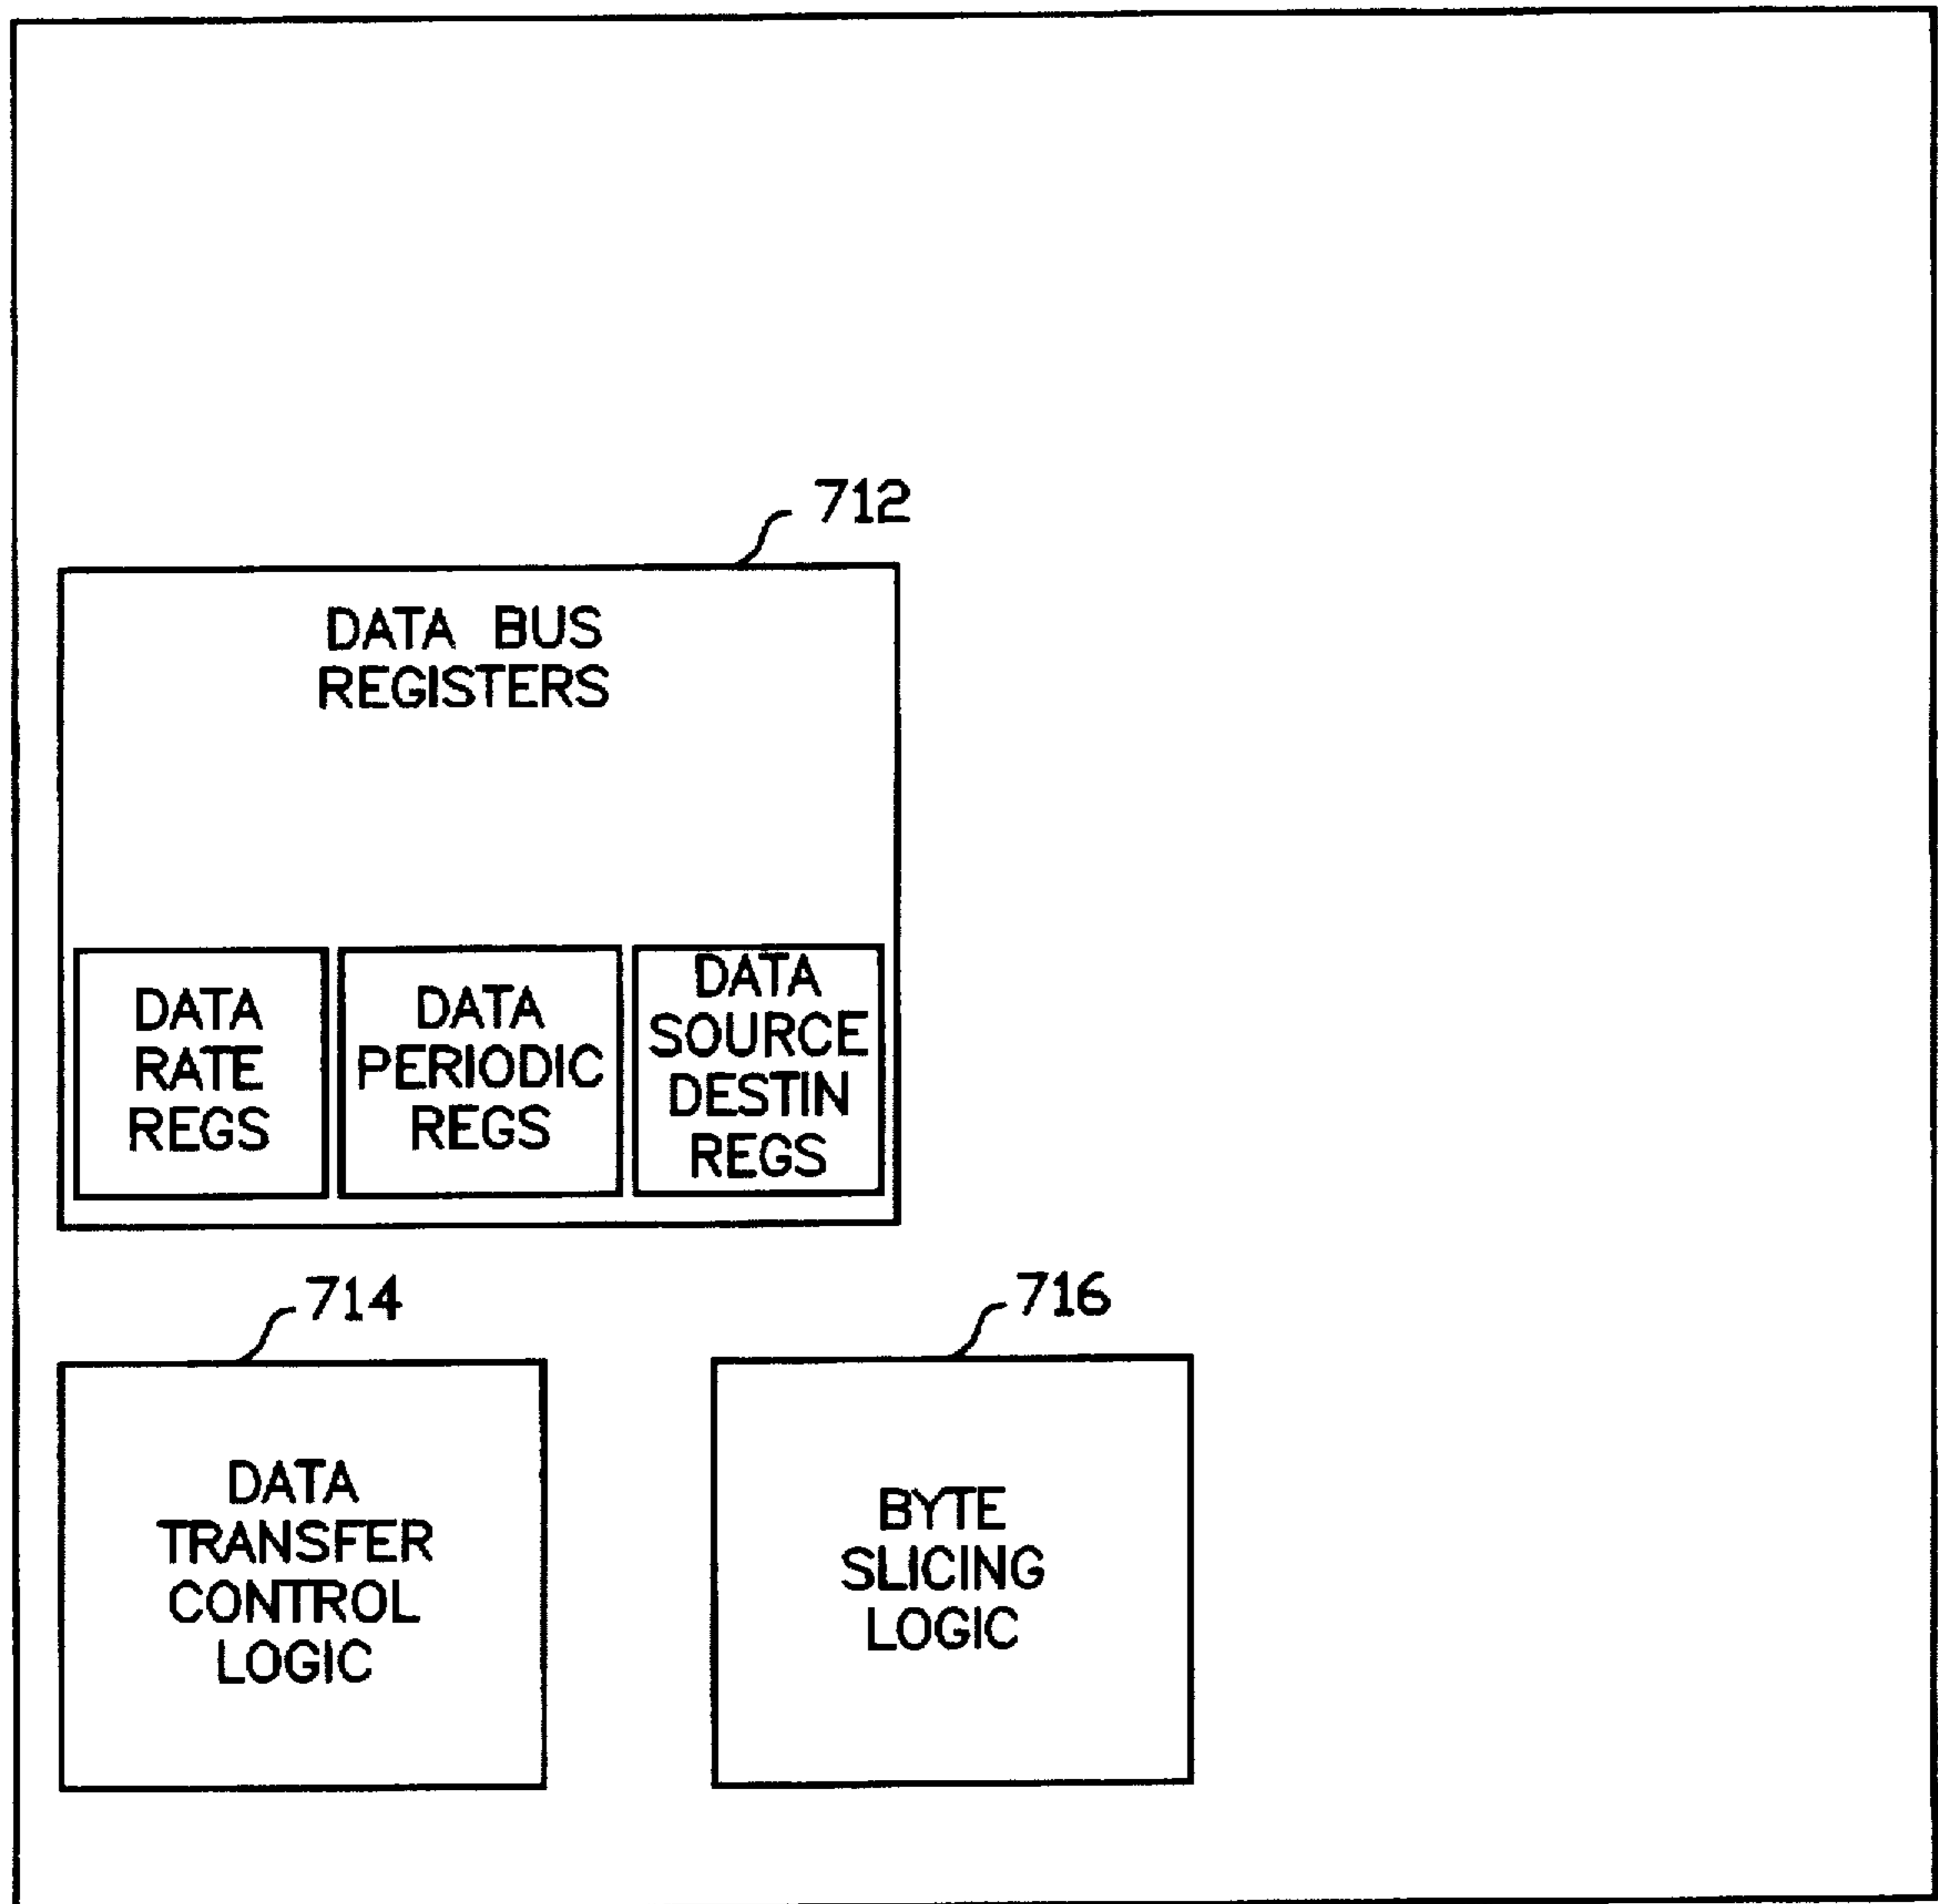 712
DATA BUS
REGISTERS
DATA
RATE
REGS
DATA
PERIODIC
REGS
DATA
SOURCE
DESTIN
REGS
714
716
DATA
TRANSFER
CONTROL
LOGIC
BYTE
SLICING
LOGIC